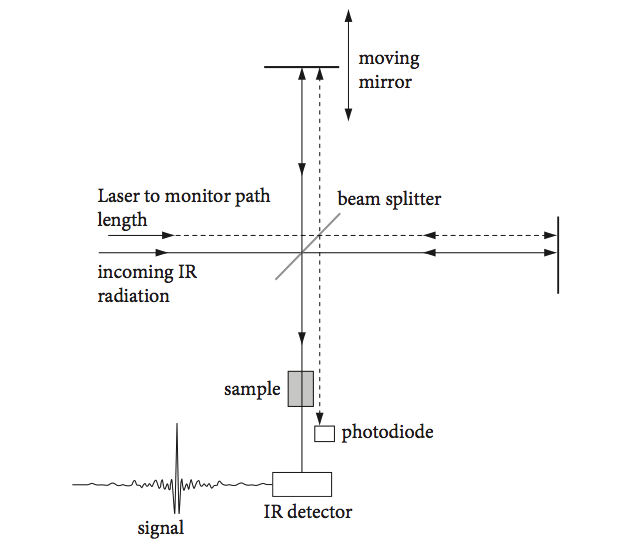 moving
mirror
Laser to monitor path
length
beam splitter
incoming IR
radiation
sample
photodiode
IR detector
signal